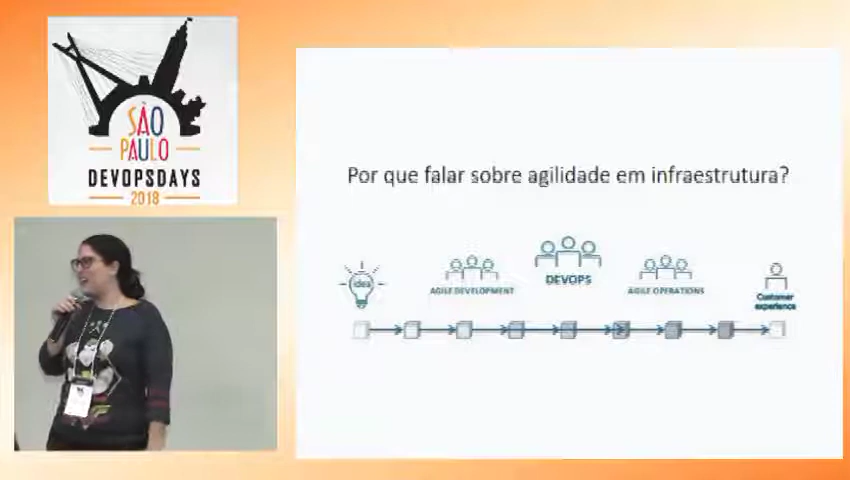 SÃO
PAULO
DEVOPSDAYS
2018
Por que falar sobre agilidade em infraestrutura?
idea
AGILE DEVELOPMENT
DEVOPS
AGILE OPERATIONS
Customer
experience